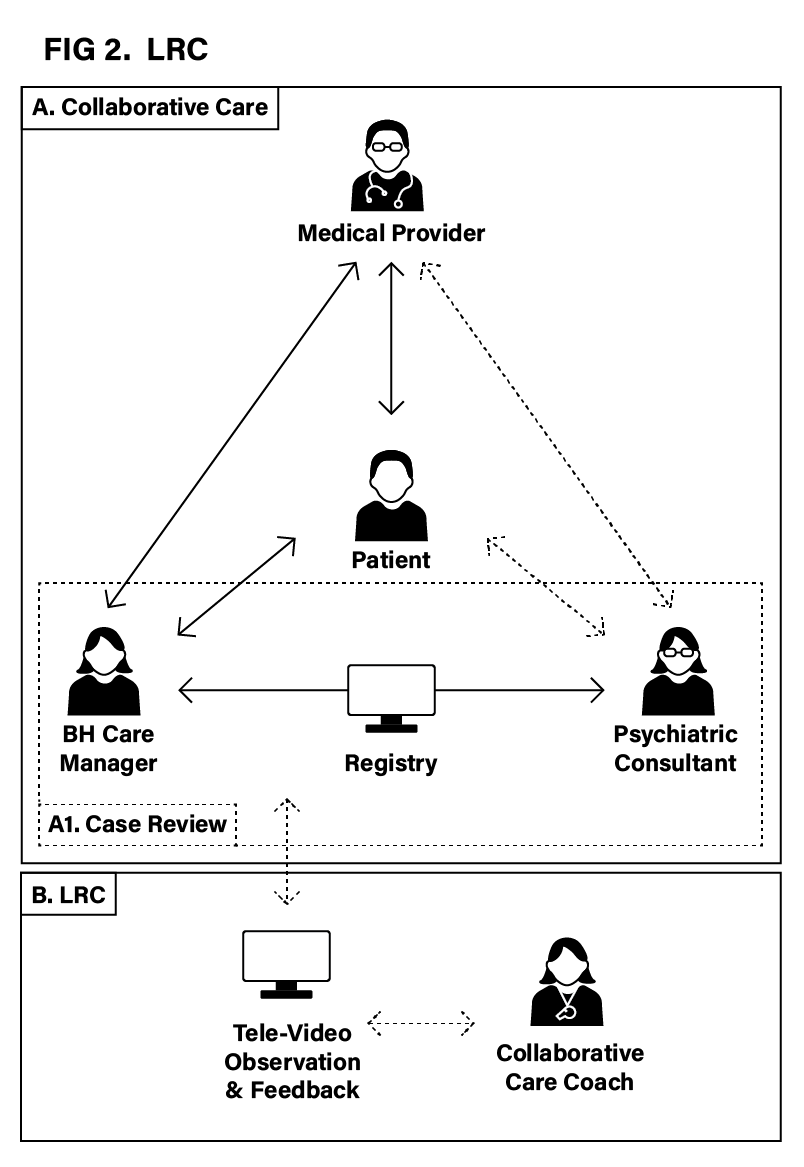 FIG 2. LRC
A. Collaborative Care
Medical Provider
Patient
BH Care
Manager
Registry
Psychiatric
Consultant
A1. Case Review
B. LRC
Tele-Video
Observation
& Feedback
Collaborative
Care Coach